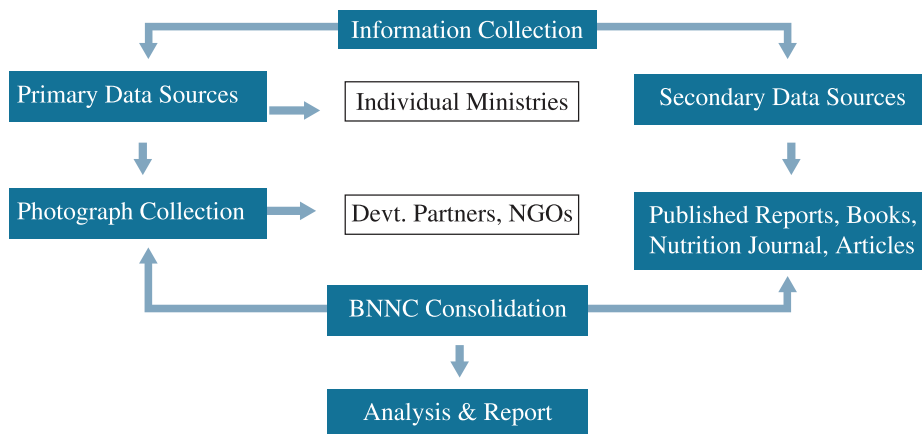 Information Collection
Primary Data Sources
Individual Ministries
Secondary Data Sources
Photograph Collection
Devt. Partners, NGOs
Published Reports, Books,
Nutrition Journal, Articles
BNNC Consolidation
Analysis & Report